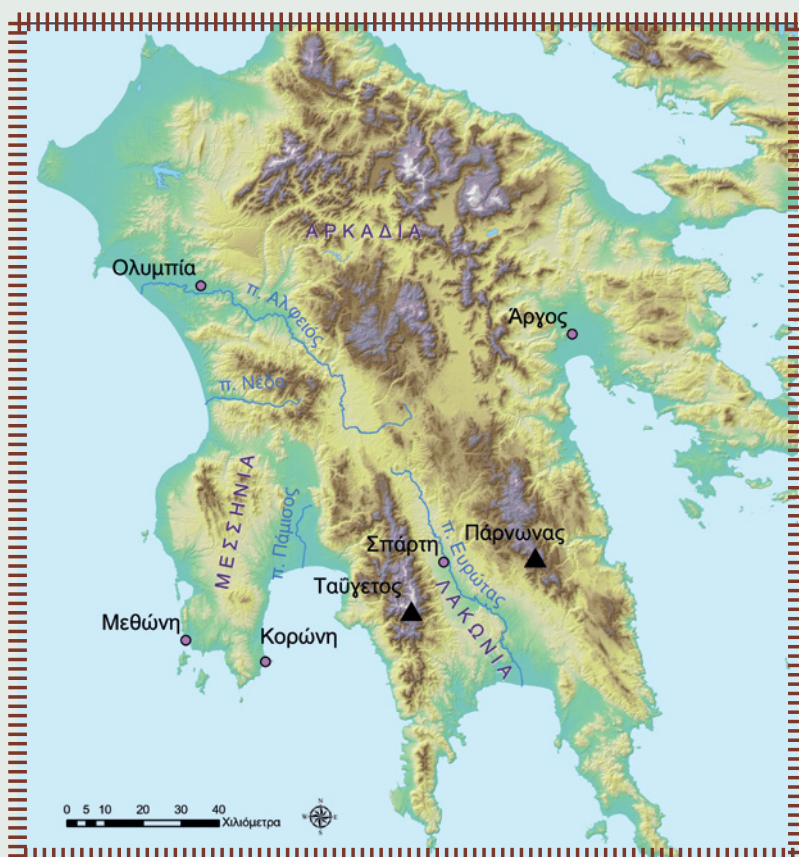 ΑΡΚΑΔΙΑ
Ολυμπία
π. Αλφειός
Άργος
π. Νέδα
ΜΕΣΣΗΝΙΑ
π. Πάμισος
Σπάρτη
π. Ευρώτας
Πάρνωνας
Ταΰγετος
ΛΑΚΩΝΙΑ
Μεθώνη
Κορώνη
0 5 10 20 30 40
Χιλιόμετρα
N
W E
S